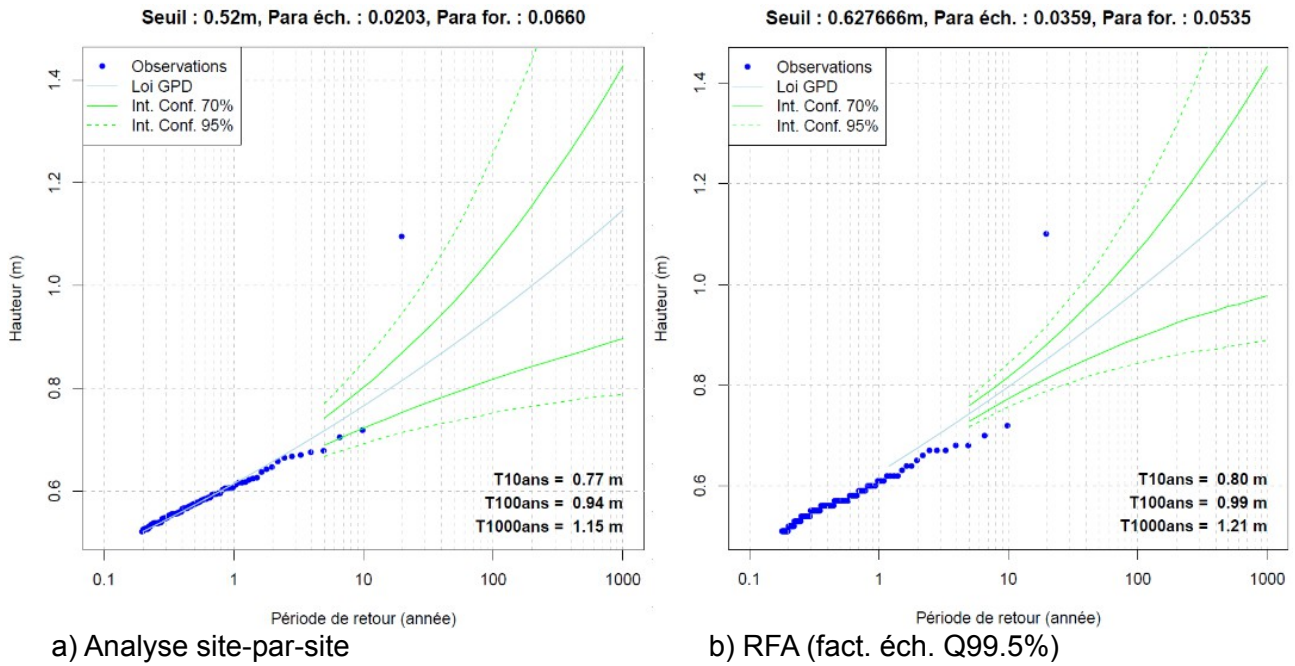 Seuil : 0.52m, Para éch. : 0.0203, Para for. : 0.0660
Observations
Loi GPD
Int. Conf. 70%
Int. Conf. 95%
Hauteur (m)
1.4
1.2
1.0
0.8
0.6
T10ans = 0.77 m
T100ans = 0.94 m
T1000ans = 1.15 m
0.1
1
10
100
1000
Période de retour (année)
a) Analyse site-par-site
Seuil : 0.627666m, Para éch. : 0.0359, Para for. : 0.0535
Observations
Loi GPD
Int. Conf. 70%
Int. Conf. 95%
Hauteur (m)
1.4
1.2
1.0
0.8
0.6
T10ans = 0.80 m
T100ans = 0.99 m
T1000ans = 1.21 m
0.1
1
10
100
1000
Période de retour (année)
b) RFA (fact. éch. Q99.5%)